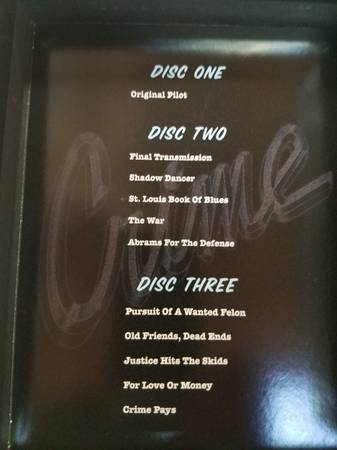 DISC ONE
Original Pilot
DISC TWO
Final Transmission
Shadow Dancer
St. Louis Book Of Blues
The War
Abrams For The Defense
Crime
DISC THREE
Pursuit Of A Wanted Felon
Old Friends, Dead Ends
Justice Hits The Skids
For Love Or Money
Crime Pays